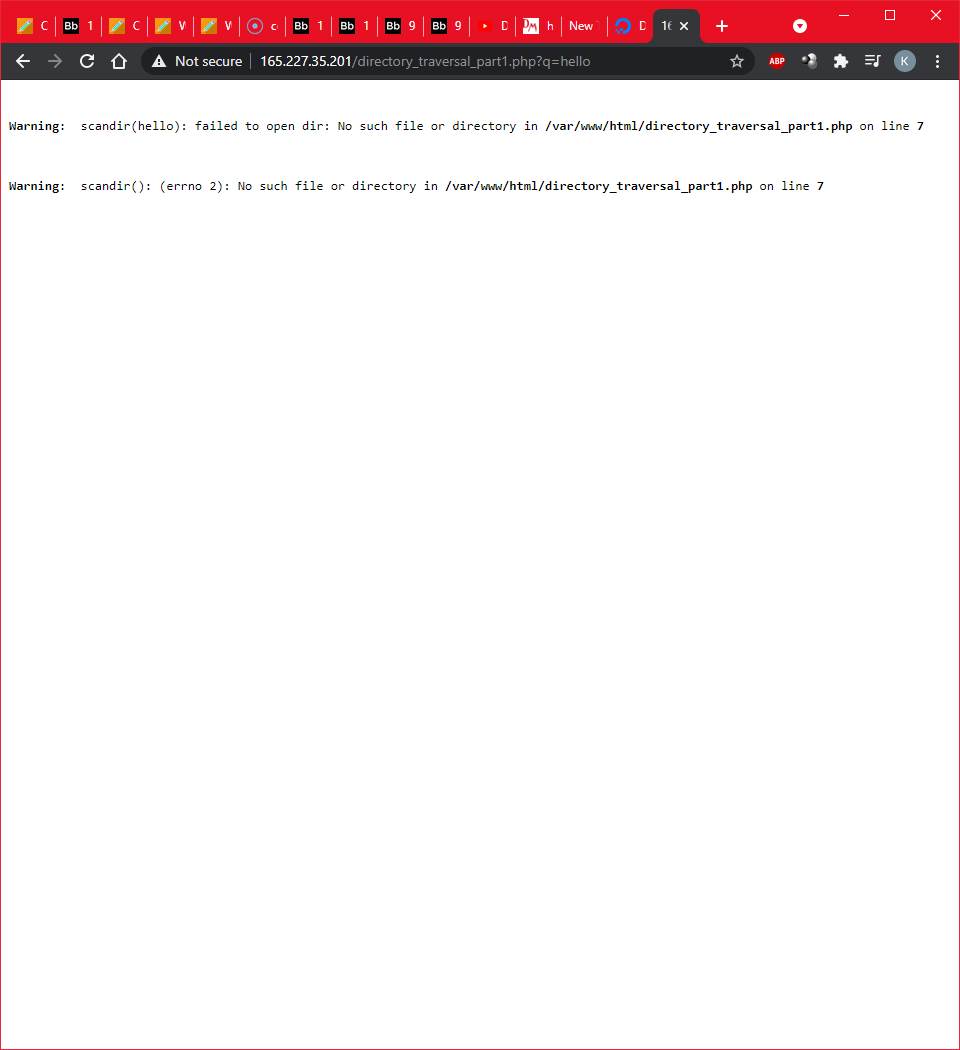 C Bb 1 C V V c Bb 1 Bb 1 Bb 9 Bb 9 D DM h New D 16
Not secure 165.227.35.201/directory_traversal_part1.php?q=hello ABP K
Warning: scandir(hello): failed to open dir: No such file or directory in /var/www/html/directory_traversal_part1.php on line 7
Warning: scandir(): (errno 2): No such file or directory in /var/www/html/directory_traversal_part1.php on line 7